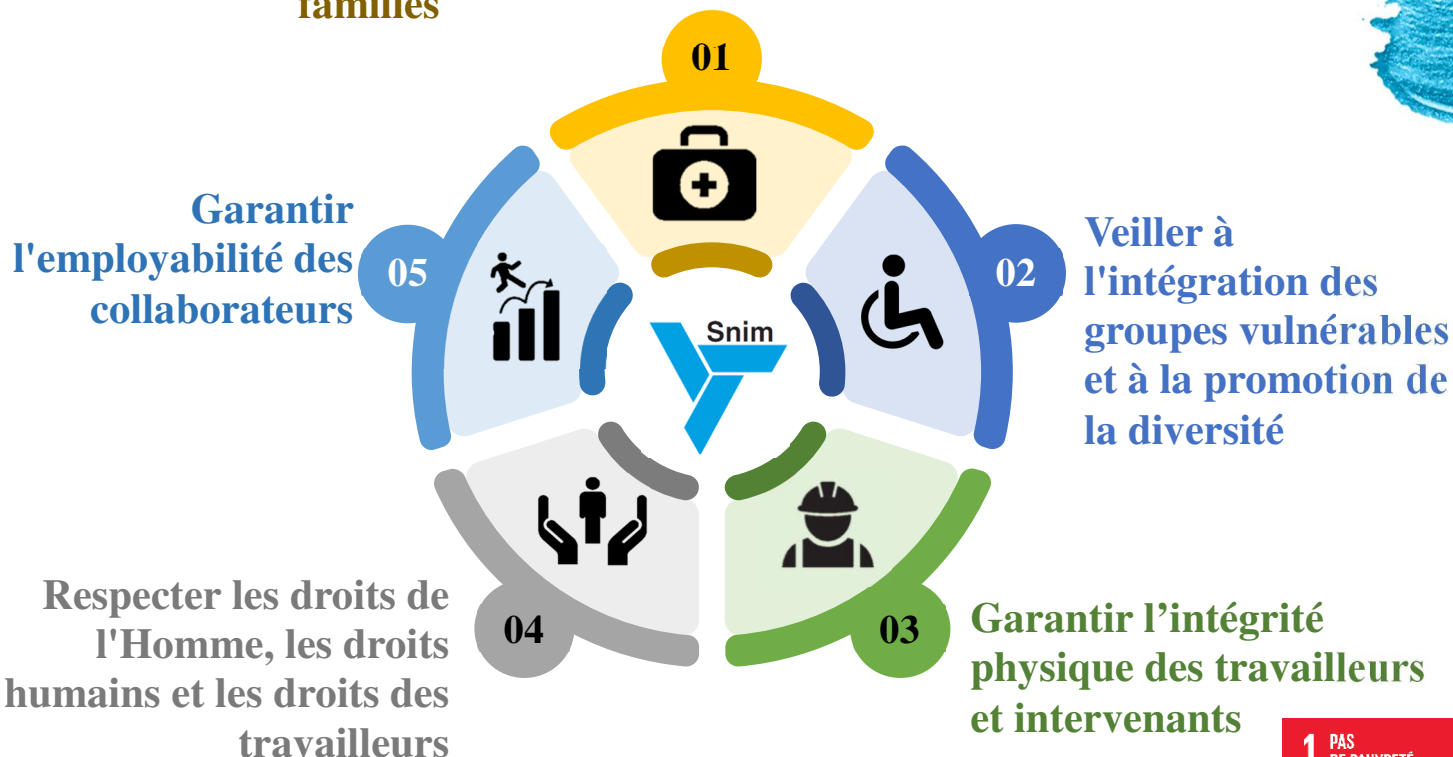 familles
01
Garantir
l'employabilité des
collaborateurs
05
Snim
02
Veiller à
l'intégration des
groupes vulnérables
et à la promotion de
la diversité
Respecter les droits de
l'Homme, les droits
humains et les droits des
travailleurs
04
03
Garantir l’intégrité
physique des travailleurs
et intervenants
1 PAS